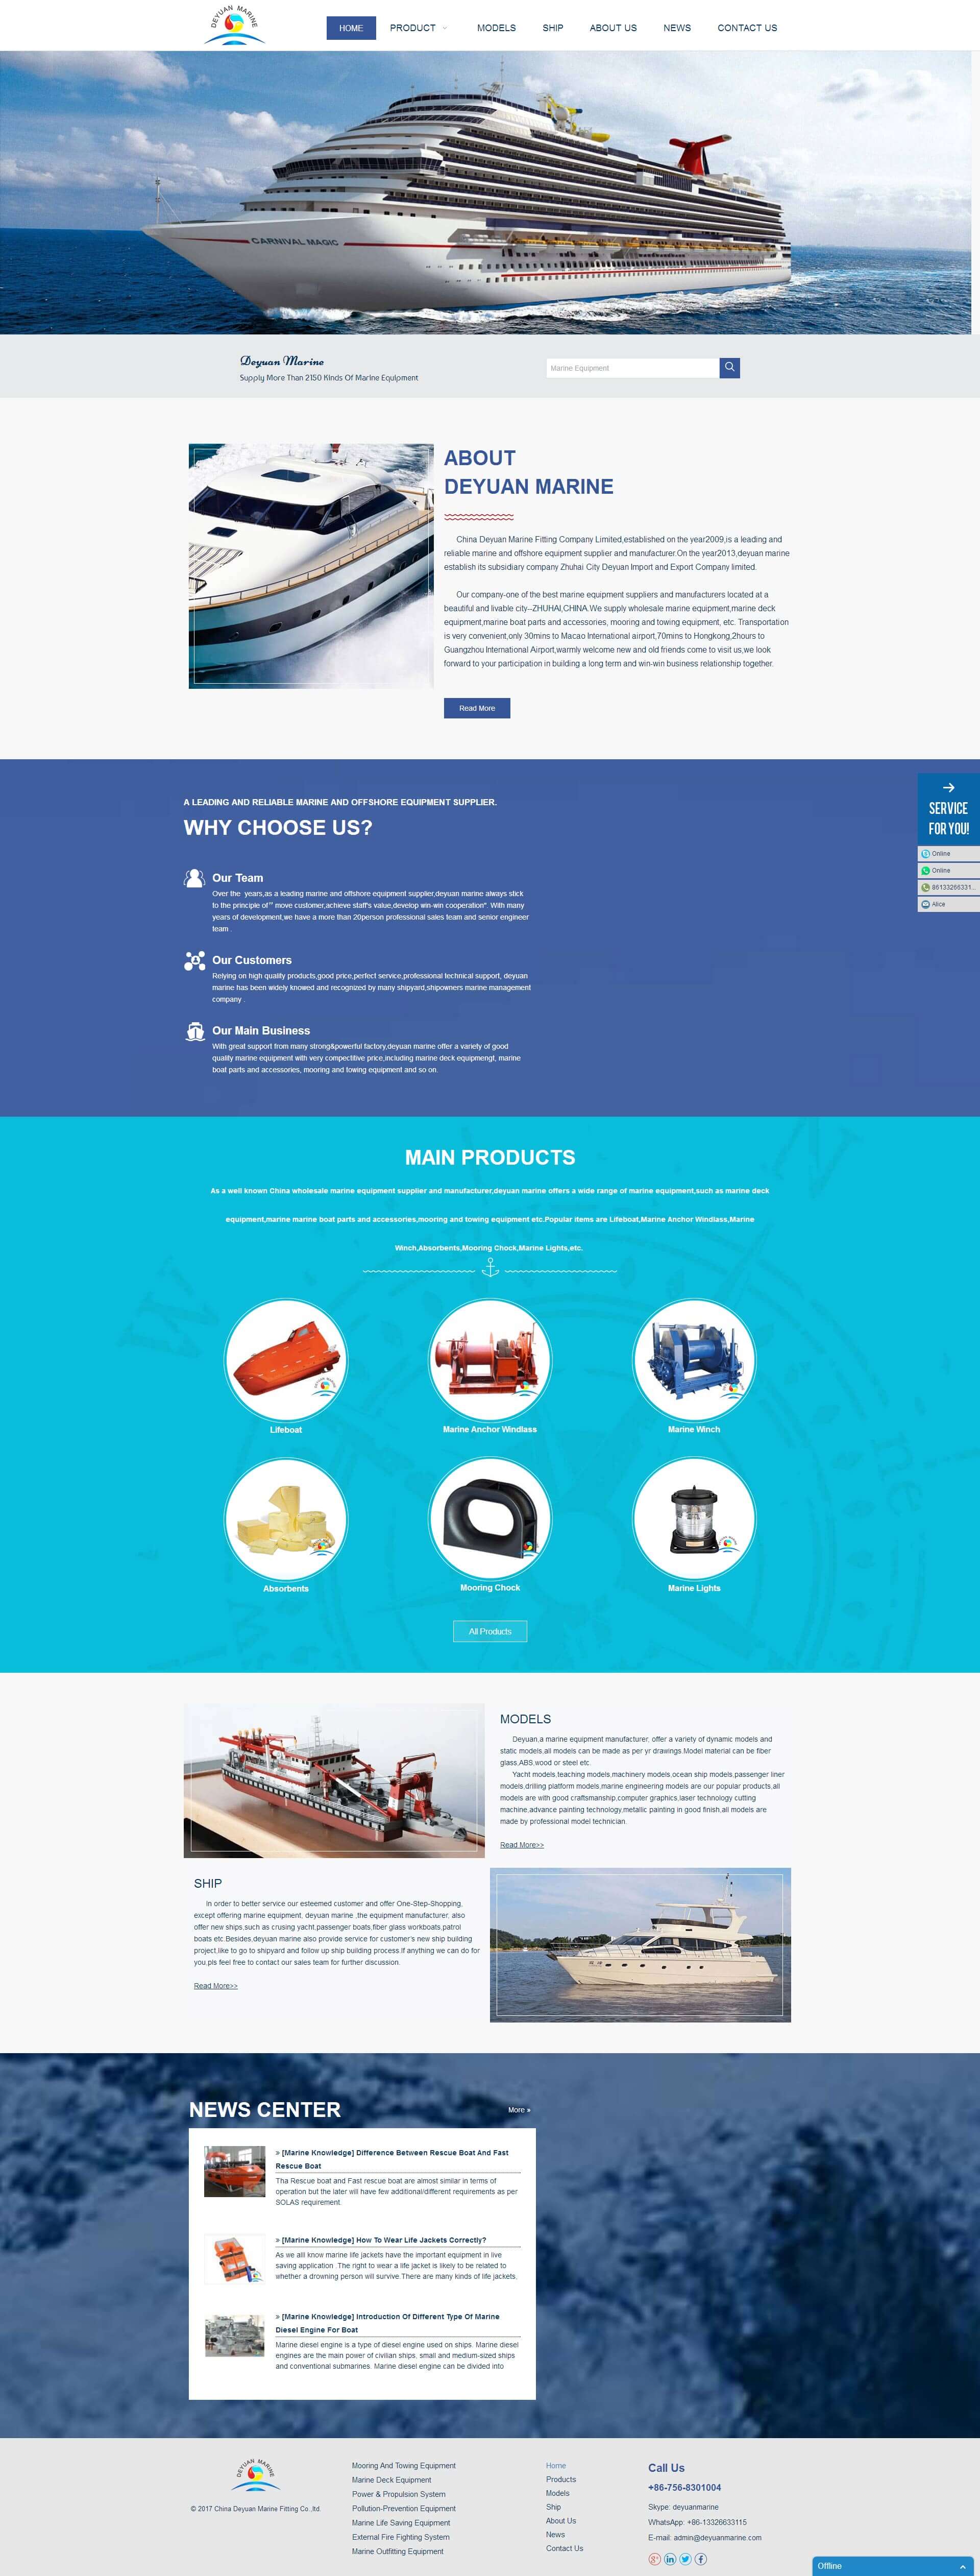 DEYUAN MARINE
HOME
PRODUCT
MODELS
SHIP
ABOUT US
NEWS
CONTACT US
CARNIVAL MAGIC
Deyuan Marine
Supply More Than 2150 Kinds Of Marine Equipment
Marine Equipment
ABOUT
DEYUAN MARINE
China Deyuan Marine Fitting Company Limited,established on the year2009,is a leading and
reliable marine and offshore equipment supplier and manufacturer.On the year2013,deyuan marine
establish its subsidiary company Zhuhai City Deyuan Import and Export Company limited.
Our company-one of the best marine equipment suppliers and manufacturers located at a
beautiful and livable city--ZHUHAI,CHINA.We supply wholesale marine equipment,marine deck
equipment,marine boat parts and accessories, mooring and towing equipment, etc. Transportation
is very convenient,only 30mins to Macao International airport,70mins to Hongkong,2hours to
Guangzhou International Airport,warmly welcome new and old friends come to visit us,we look
forward to your participation in building a long term and win-win business relationship together.
Read More
SERVICE
FOR YOU!
Online
Online
86133266331...
Alice
A LEADING AND RELIABLE MARINE AND OFFSHORE EQUIPMENT SUPPLIER.
WHY CHOOSE US?
Our Team
Over the years,as a leading marine and offshore equipment supplier,deyuan marine always stick
to the principle of"' move customer,achieve staff's value,develop win-win cooperation". With many
years of development,we have a more than 20person professional sales team and senior engineer
team .
Our Customers
Relying on high quality products,good price,perfect service,professional technical support, deyuan
marine has been widely knowed and recognized by many shipyard,shipowners marine management
company .
Our Main Business
With great support from many strong&powerful factory,deyuan marine offer a variety of good
quality marine equipment with very compectitive price,including marine deck equipmengt, marine
boat parts and accessories, mooring and towing equipment and so on.
MAIN PRODUCTS
As a well known China wholesale marine equipment supplier and manufacturer,deyuan marine offers a wide range of marine equipment,such as marine deck
equipment,marine marine boat parts and accessories,mooring and towing equipment etc.Popular items are Lifeboat,Marine Anchor Windlass,Marine
Winch,Absorbents,Mooring Chock,Marine Lights,etc.
Lifeboat
Marine Anchor Windlass
Marine Winch
Absorbents
Mooring Chock
Marine Lights
All Products
MODELS
Deyuan,a marine equipment manufacturer, offer a variety of dynamic models and
static models,all models can be made as per yr drawings.Model material can be fiber
glass,ABS,wood or steel etc.
Yacht models,teaching models,machinery models,ocean ship models,passenger liner
models,drilling platform models,marine engineering models are our popular products,all
models are with good craftsmanship,computer graphics,laser technology cutting
machine,advance painting technology,metallic painting in good finish,all models are
made by professional model technician.
Read More>>
SHIP
In order to better service our esteemed customer and offer One-Step-Shopping,
except offering marine equipment, deyuan marine ,the equipment manufacturer, also
offer new ships,such as crusing yacht,passenger boats,fiber glass workboats,patrol
boats etc.Besides,deyuan marine also provide service for customer's new ship building
project,like to go to shipyard and follow up ship building process.If anything we can do for
you,pls feel free to contact our sales team for further discussion.
Read More>>
NEWS CENTER
More »
» [Marine Knowledge] Difference Between Rescue Boat And Fast
Rescue Boat
Tha Rescue boat and Fast rescue boat are almost similar in terms of
operation but the later will have few additional/different requirements as per
SOLAS requirement.
» [Marine Knowledge] How To Wear Life Jackets Correctly?
As we alll know marine life jackets have the important equipment in live
saving application .The right to wear a life jacket is likely to be related to
whether a drowning person will survive.There are many kinds of life jackets,
» [Marine Knowledge] Introduction Of Different Type Of Marine
Diesel Engine For Boat
Marine diesel engine is a type of diesel engine used on ships. Marine diesel
engines are the main power of civilian ships, small and medium-sized ships
and conventional submarines. Marine diesel engine can be divided into
DEYUAN MARINE
© 2017 China Deyuan Marine Fitting Co.,ltd.
Mooring And Towing Equipment
Marine Deck Equipment
Power & Propulsion System
Pollution-Prevention Equipment
Marine Life Saving Equipment
External Fire Fighting System
Marine Outfitting Equipment
Home
Products
Models
Ship
About Us
News
Contact Us
Call Us
+86-756-8301004
Skype: deyuanmarine
WhatsApp: +86-13326633115
E-mail: admin@deyuanmarine.com
Offline